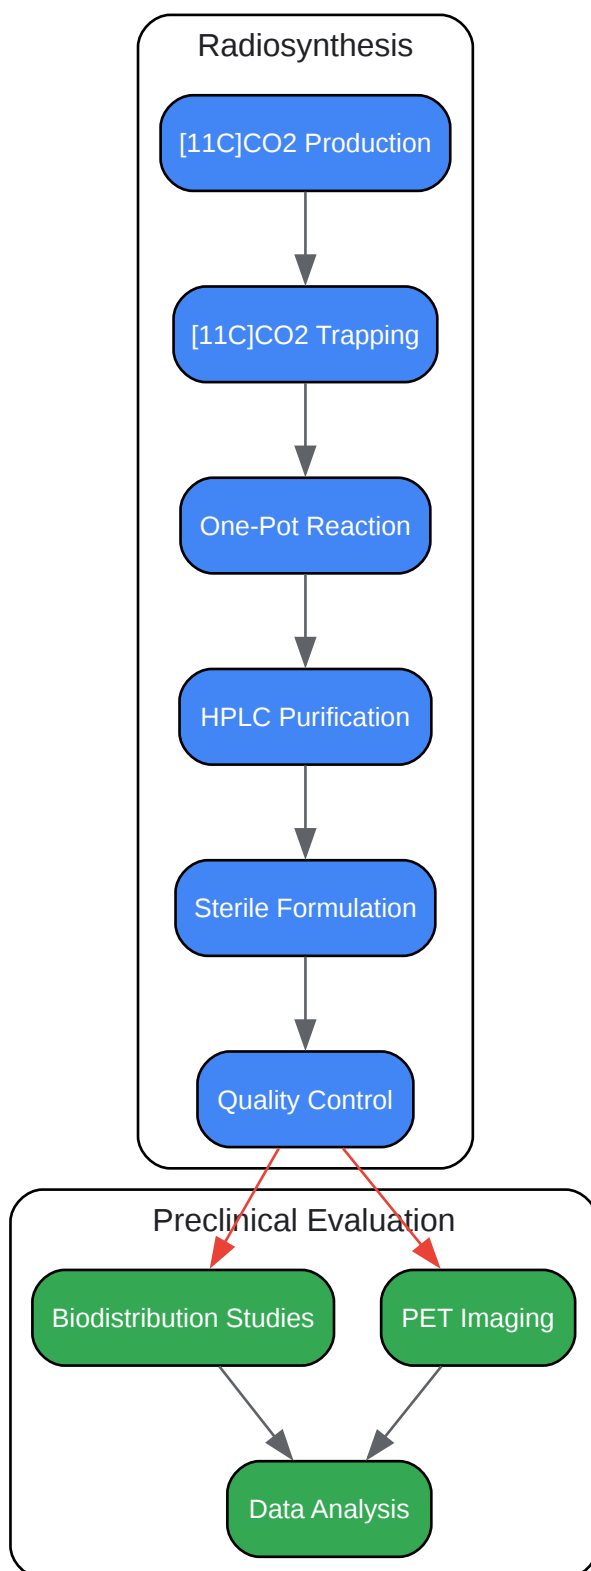 Radiosynthesis
[11C]CO2 Production
[11C]CO2 Trapping
One-Pot Reaction
HPLC Purification
Sterile Formulation
Quality Control
Preclinical Evaluation
Biodistribution Studies
PET Imaging
Data Analysis